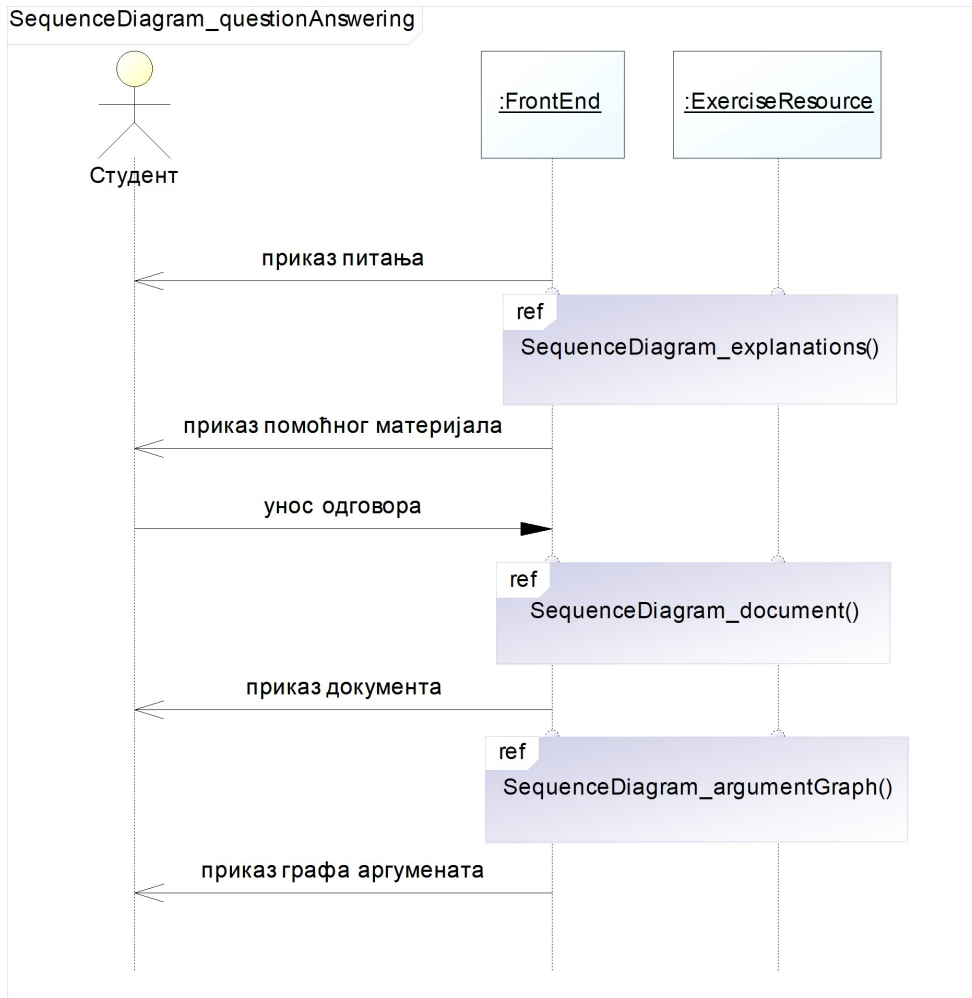 SequenceDiagram_questionAnswering
:FrontEnd
:ExerciseResource
Студент
приказ питања
ref
SequenceDiagram_explanations()
приказ помоћног материјала
унос одговора
ref
SequenceDiagram_document()
приказ документа
ref
SequenceDiagram_argumentGraph()
приказ графа аргумената